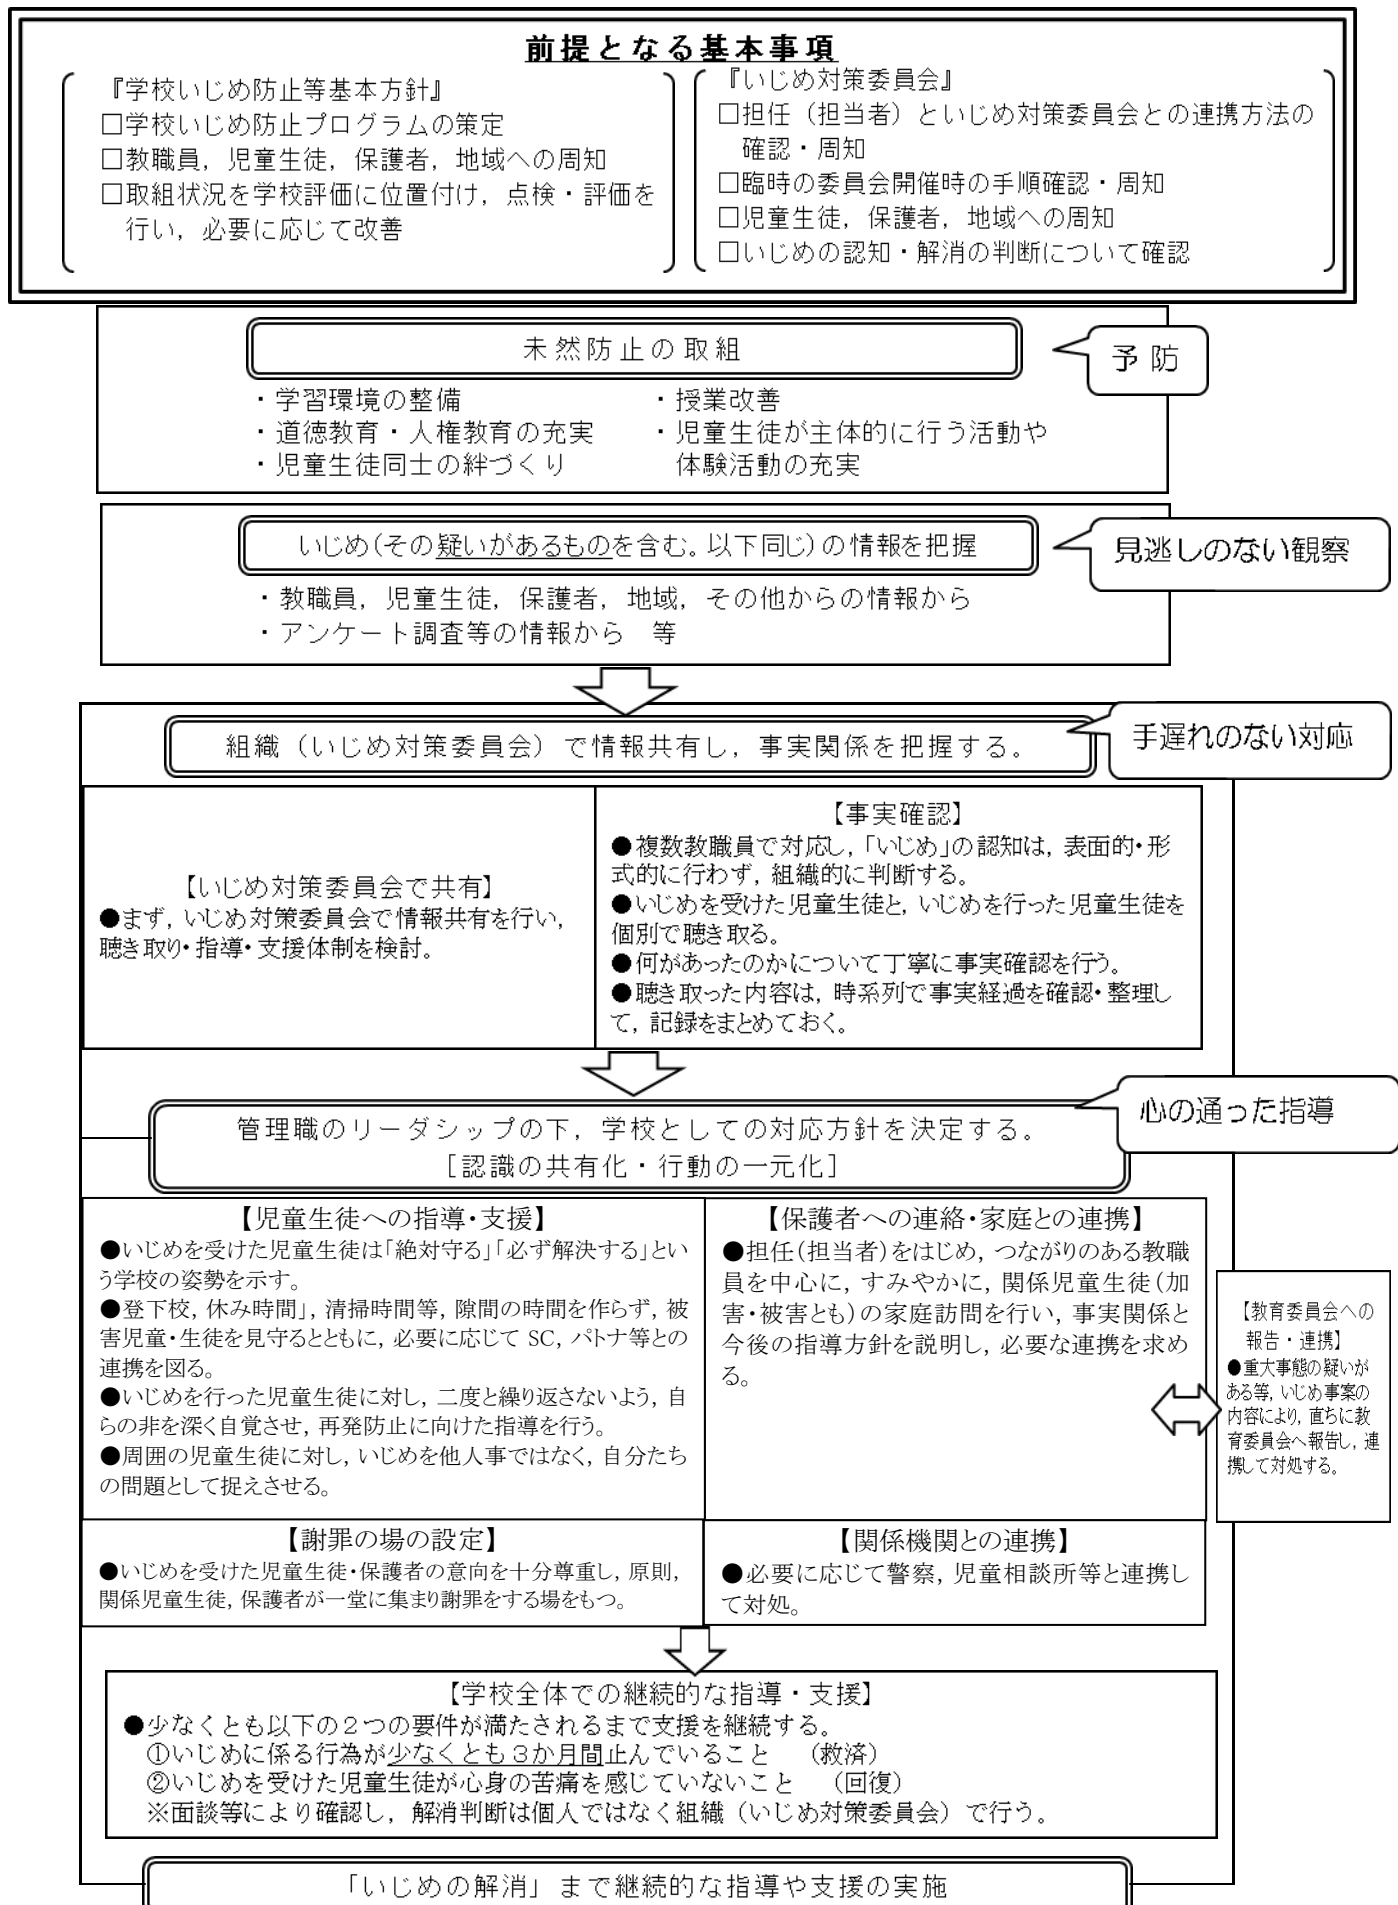 前提となる基本事項
『学校いじめ防止等基本方針』
□学校いじめ防止プログラムの策定
□教職員，児童生徒，保護者，地域への周知
□取組状況を学校評価に位置付け，点検・評価を
行い，必要に応じて改善
『いじめ対策委員会』
□担任（担当者）といじめ対策委員会との連携方法の
確認・周知
□臨時の委員会開催時の手順確認・周知
□児童生徒，保護者，地域への周知
□いじめの認知・解消の判断について確認
未然防止の取組
予防
・学習環境の整備
・道徳教育・人権教育の充実
・児童生徒同士の絆づくり
・授業改善
・児童生徒が主体的に行う活動や
体験活動の充実
いじめ（その疑いがあるものを含む。以下同じ）の情報を把握
見逃しのない観察
・教職員，児童生徒，保護者，地域，その他からの情報から
・アンケート調査等の情報から　等
組織（いじめ対策委員会）で情報共有し，事実関係を把握する。
手遅れのない対応
【いじめ対策委員会で共有】
●まず，いじめ対策委員会で情報共有を行い，
聴き取り・指導・支援体制を検討。
【事実確認】
●複数教職員で対応し，「いじめ」の認知は，表面的・形
式的に行わず，組織的に判断する。
●いじめを受けた児童生徒と，いじめを行った児童生徒を
個別で聴き取る。
●何があったのかについて丁寧に事実確認を行う。
●聴き取った内容は，時系列で事実経過を確認・整理し
て，記録をまとめておく。
管理職のリーダシップの下，学校としての対応方針を決定する。
［認識の共有化・行動の一元化］
心の通った指導
【児童生徒への指導・支援】
●いじめを受けた児童生徒は「絶対守る」「必ず解決する」とい
う学校の姿勢を示す。
●登下校，休み時間」，清掃時間等，隙間の時間を作らず，被
害児童・生徒を見守るとともに，必要に応じて SC，パトナ等との
連携を図る。
●いじめを行った児童生徒に対し，二度と繰り返さないよう，自
らの非を深く自覚させ，再発防止に向けた指導を行う。
●周囲の児童生徒に対し，いじめを他人事ではなく，自分たち
の問題として捉えさせる。
【保護者への連絡・家庭との連携】
●担任（担当者）をはじめ，つながりのある教職
員を中心に，すみやかに，関係児童生徒（加
害・被害とも）の家庭訪問を行い，事実関係と
今後の指導方針を説明し，必要な連携を求め
る。
【教育委員会への
報告・連携】
●重大事態の疑いが
ある等，いじめ事案の
内容により，直ちに教
育委員会へ報告し，連
携して対処する。
【謝罪の場の設定】
●いじめを受けた児童生徒・保護者の意向を十分尊重し，原則，
関係児童生徒，保護者が一堂に集まり謝罪をする場をもつ。
【関係機関との連携】
●必要に応じて警察，児童相談所等と連携し
て対処。
【学校全体での継続的な指導・支援】
●少なくとも以下の２つの要件が満たされるまで支援を継続する。
①いじめに係る行為が少なくとも３か月間止んでいること　（救済）
②いじめを受けた児童生徒が心身の苦痛を感じていないこと　（回復）
※面談等により確認し，解消判断は個人ではなく組織（いじめ対策委員会）で行う。
「いじめの解消」まで継続的な指導や支援の実施